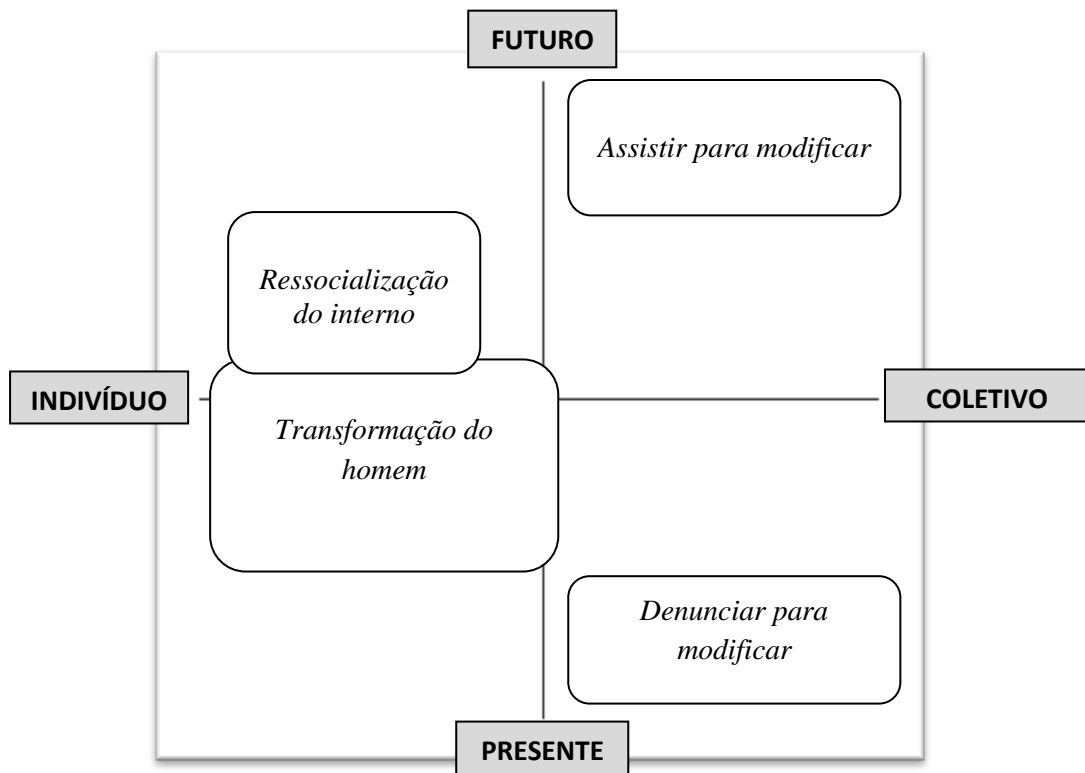 FUTURO
Assistir para modificar
Ressocialização
do interno
INDIVÍDUO
COLETIVO
Transformação do
homem
Denunciar para
modificar
PRESENTE